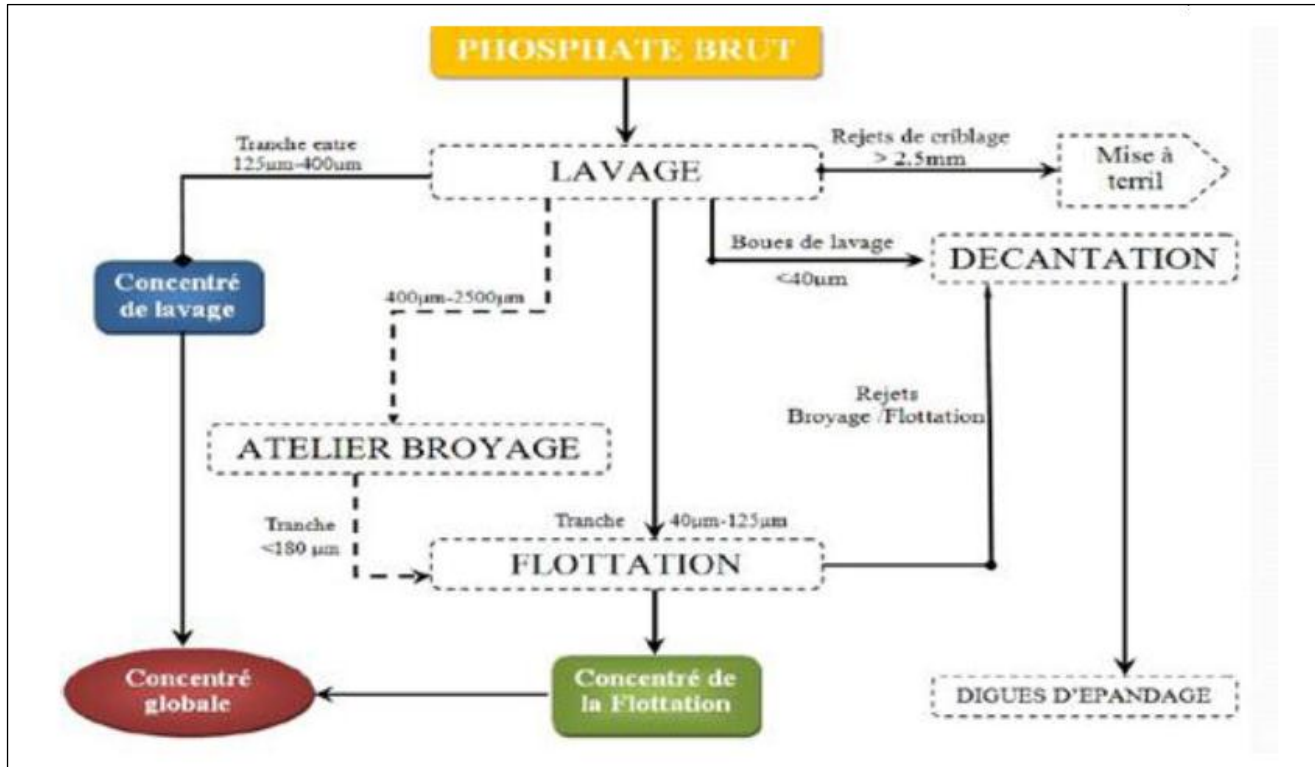 PHOSPHATE BRUT
Tranche entre
125µm-400µm
LAVAGE
Rejets de criblage
> 2.5mm
Mise à
terril
Boues de lavage
<40µm
DECANTATION
Concentré
de lavage
400µm-2500µm
Rejets
Broyage /Flottation
ATELIER BROYAGE
Tranche
<180 µm
Tranche 40µm-125µm
FLOTTATION
Concentré
globale
Concentré de
la Flottation
DIGUES D'EPANDAGE